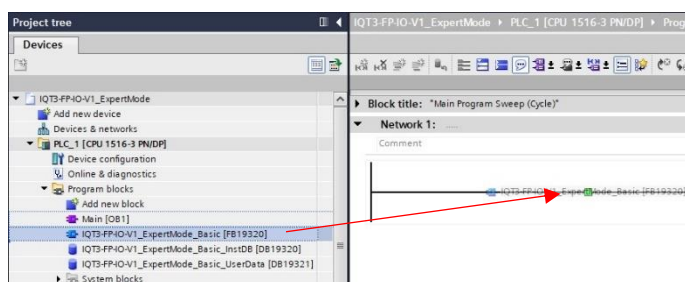 Project tree
Devices
IQT3-FP-IO-V1_ExpertMode
Add new device
Devices & networks
PLC_1 [CPU 1516-3 PN/DP]
Device configuration
Online & diagnostics
Program blocks
Add new block
Main [OB1]
IQT3-FP-IO-V1_ExpertMode_Basic [FB19320]
IQT3-FP-IO-V1_ExpertMode_Basic_InstDB [DB19320]
IQT3-FP-IO-V1_ExpertMode_Basic_UserData [DB19321]
System blocks
IQT3-FP-IO-V1_ExpertMode PLC_1 [CPU 1516-3 PN/DP] Prog
Block title: "Main Program Sweep (Cycle)"
Network 1: .....
Comment
IQT3-FP-IO-V1_ExpertMode_Basic [FB19320]